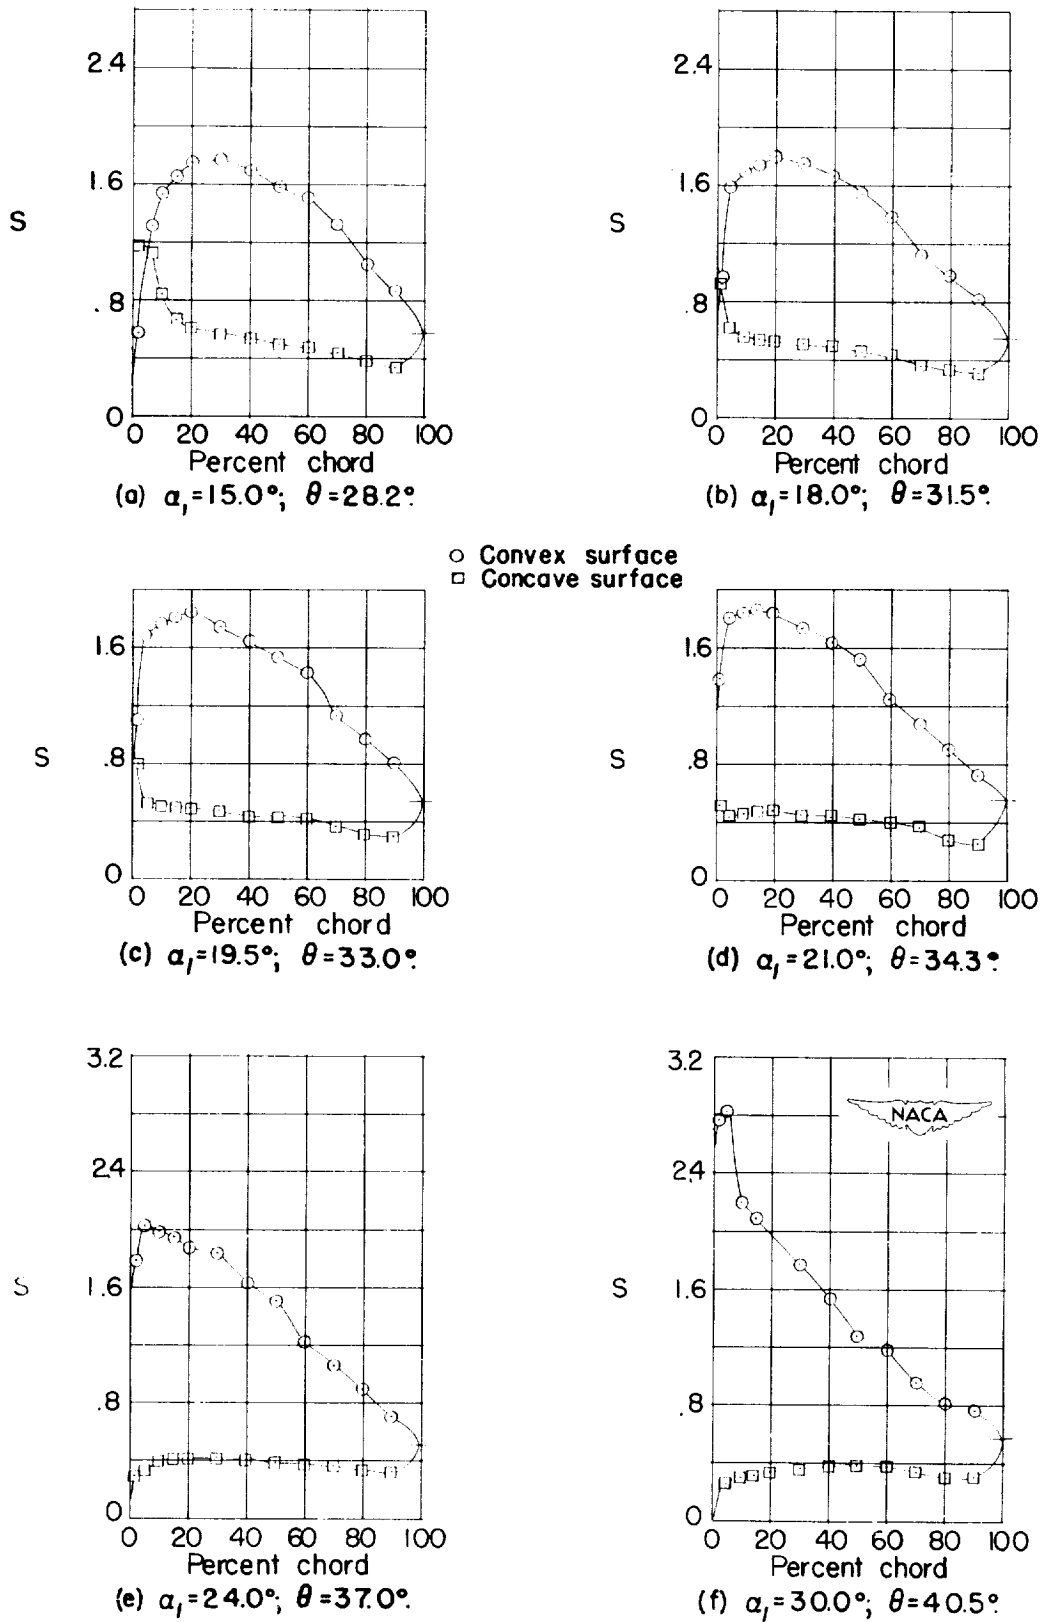 2.4
1.6
S
.8
0
0 20 40 60 80 100
Percent chord
(a) α₁=15.0°; θ=28.2°.
2.4
1.6
S
.8
0
0 20 40 60 80 100
Percent chord
(b) α₁=18.0°; θ=31.5°.
Convex surface
Concave surface
1.6
S
.8
0
0 20 40 60 80 100
Percent chord
(c) α₁=19.5°; θ=33.0°.
1.6
S
.8
0
0 20 40 60 80 100
Percent chord
(d) α₁=21.0°; θ=34.3°.
3.2
2.4
S
1.6
.8
0
0 20 40 60 80 100
Percent chord
(e) α₁=24.0°; θ=37.0°.
3.2
NACA
2.4
S
1.6
.8
0
0 20 40 60 80 100
Percent chord
(f) α₁=30.0°; θ=40.5°.